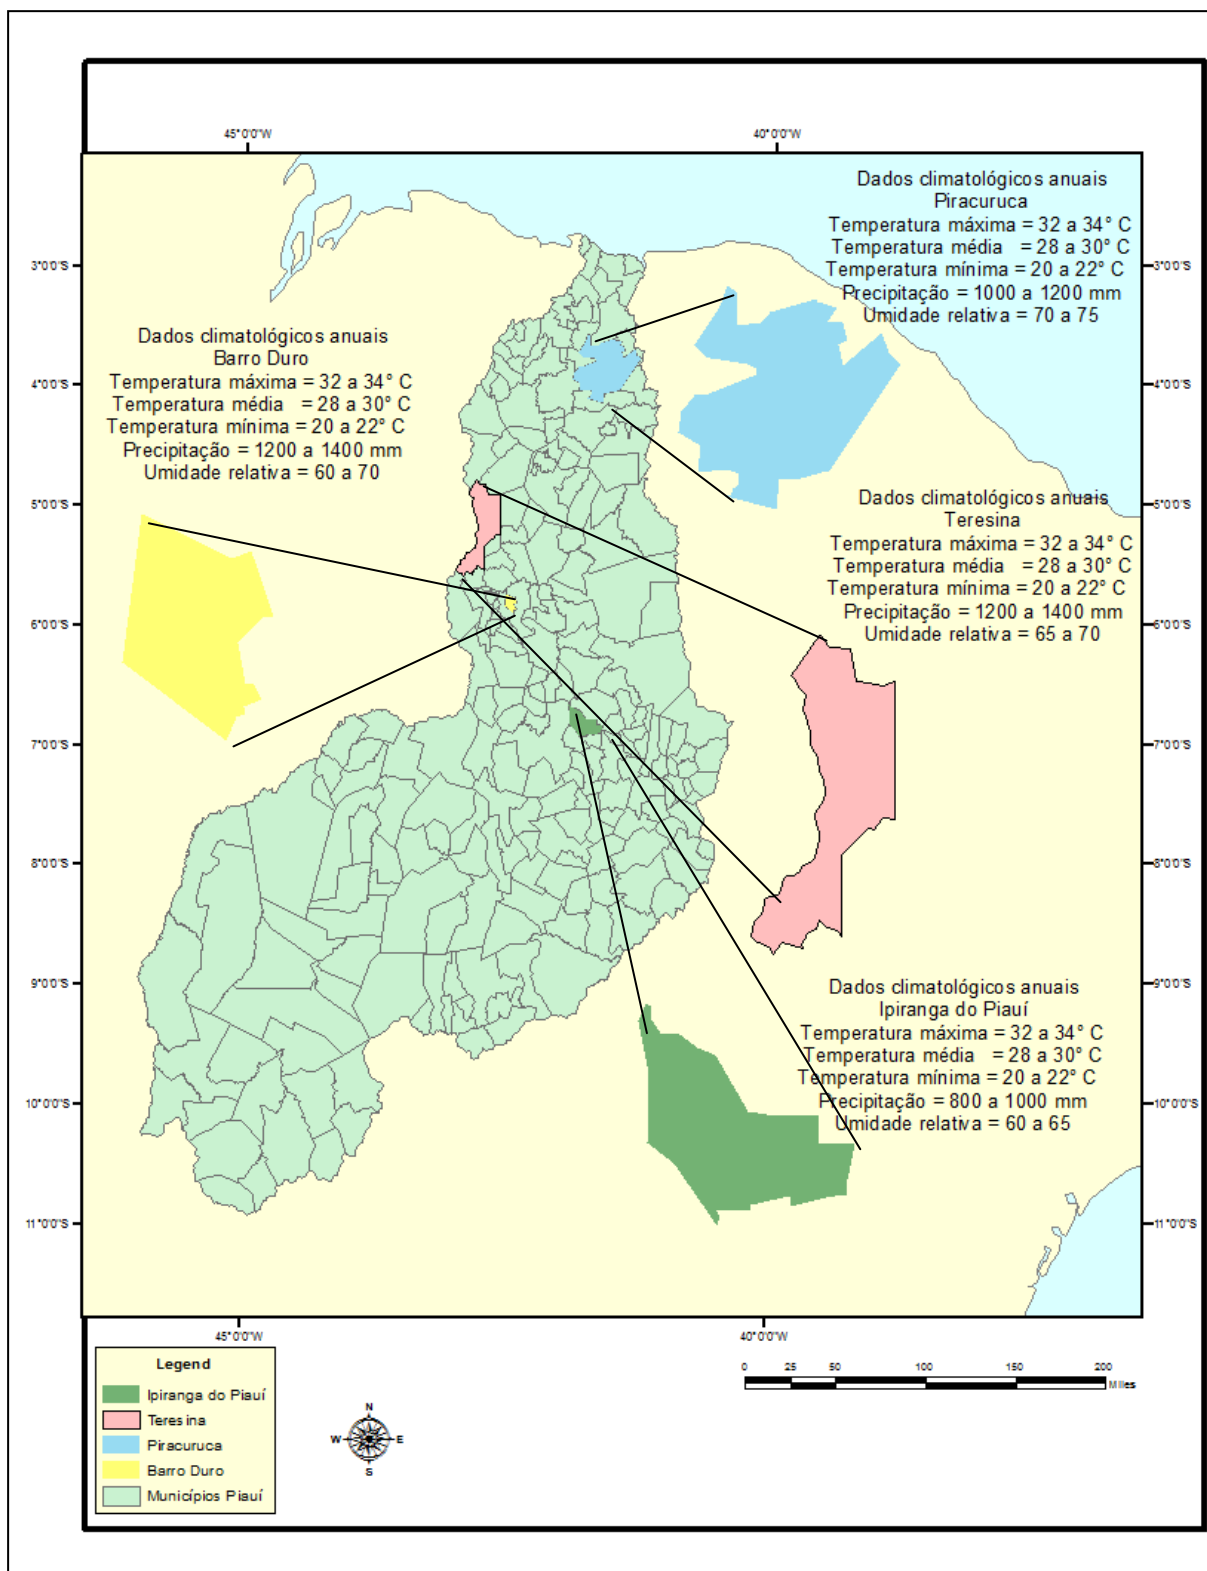 45°0'0"W
40°0'0"W
Dados climatológicos anuais
Piracuruca
Temperatura máxima = 32 a 34° C
Temperatura média = 28 a 30° C
Temperatura mínima = 20 a 22° C
Precipitação = 1000 a 1200 mm
Umidade relativa = 70 a 75
3°0'0"S
3°0'0"S
Dados climatológicos anuais
Barro Duro
Temperatura máxima = 32 a 34° C
Temperatura média = 28 a 30° C
Temperatura mínima = 20 a 22° C
Precipitação = 1200 a 1400 mm
Umidade relativa = 60 a 70
4°0'0"S
4°0'0"S
5°0'0"S
5°0'0"S
Dados climatológicos anuais
Teresina
Temperatura máxima = 32 a 34° C
Temperatura média = 28 a 30° C
Temperatura mínima = 20 a 22° C
Precipitação = 1200 a 1400 mm
Umidade relativa = 65 a 70
6°0'0"S
6°0'0"S
7°0'0"S
7°0'0"S
8°0'0"S
8°0'0"S
9°0'0"S
9°0'0"S
Dados climatológicos anuais
Ipiranga do Piauí
Temperatura máxima = 32 a 34° C
Temperatura média = 28 a 30° C
Temperatura mínima = 20 a 22° C
Precipitação = 800 a 1000 mm
Umidade relativa = 60 a 65
10°0'0"S
10°0'0"S
11°0'0"S
11°0'0"S
45°0'0"W
40°0'0"W
Legend
Ipiranga do Piauí
Teresina
Piracuruca
Barro Duro
Municípios Piauí
N
W
E
S
0 25 50 100 150 200
Miles